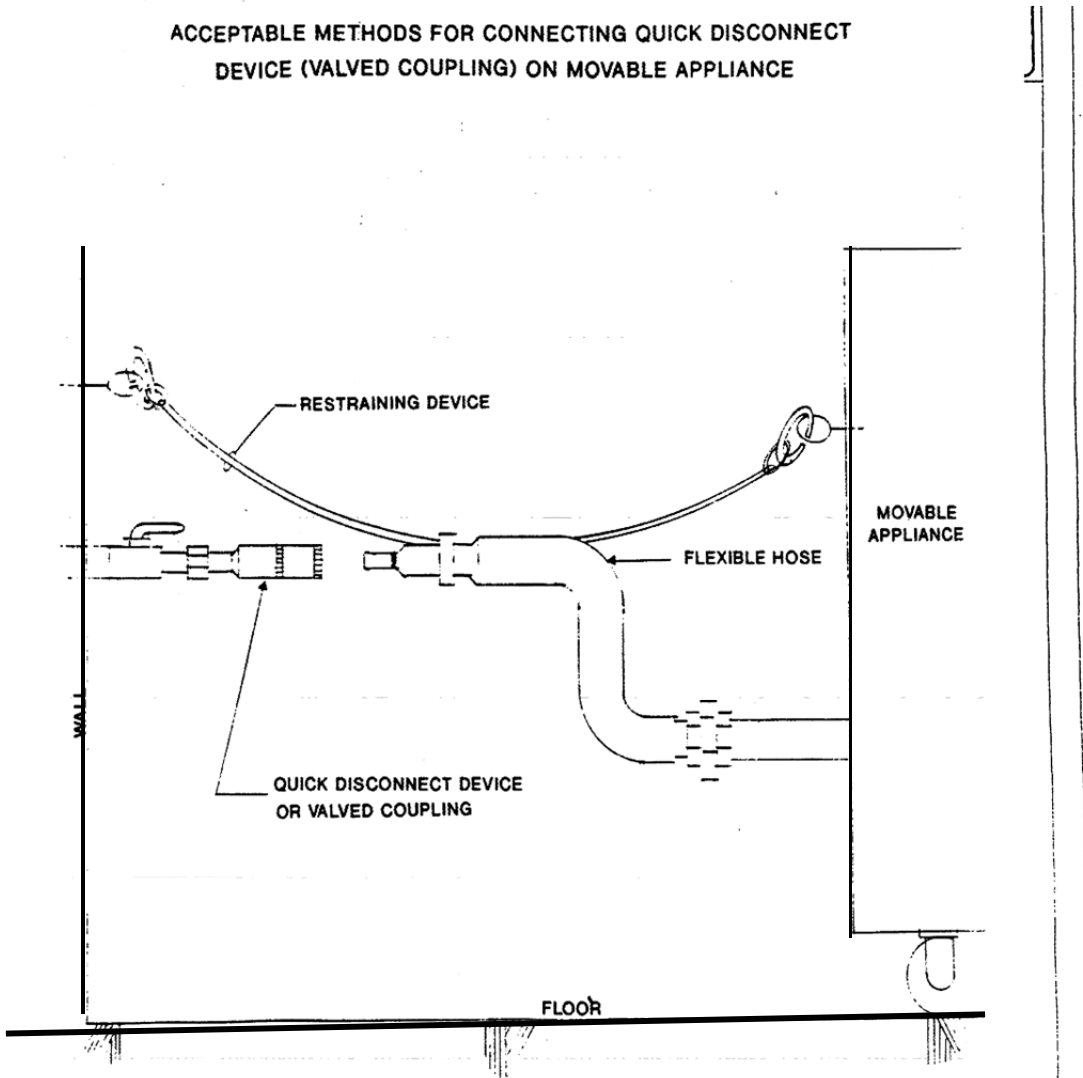 ACCEPTABLE METHODS FOR CONNECTING QUICK DISCONNECT
DEVICE (VALVED COUPLING) ON MOVABLE APPLIANCE
RESTRAINING DEVICE
MOVABLE
APPLIANCE
FLEXIBLE HOSE
WALL
QUICK DISCONNECT DEVICE
OR VALVED COUPLING
FLOOR